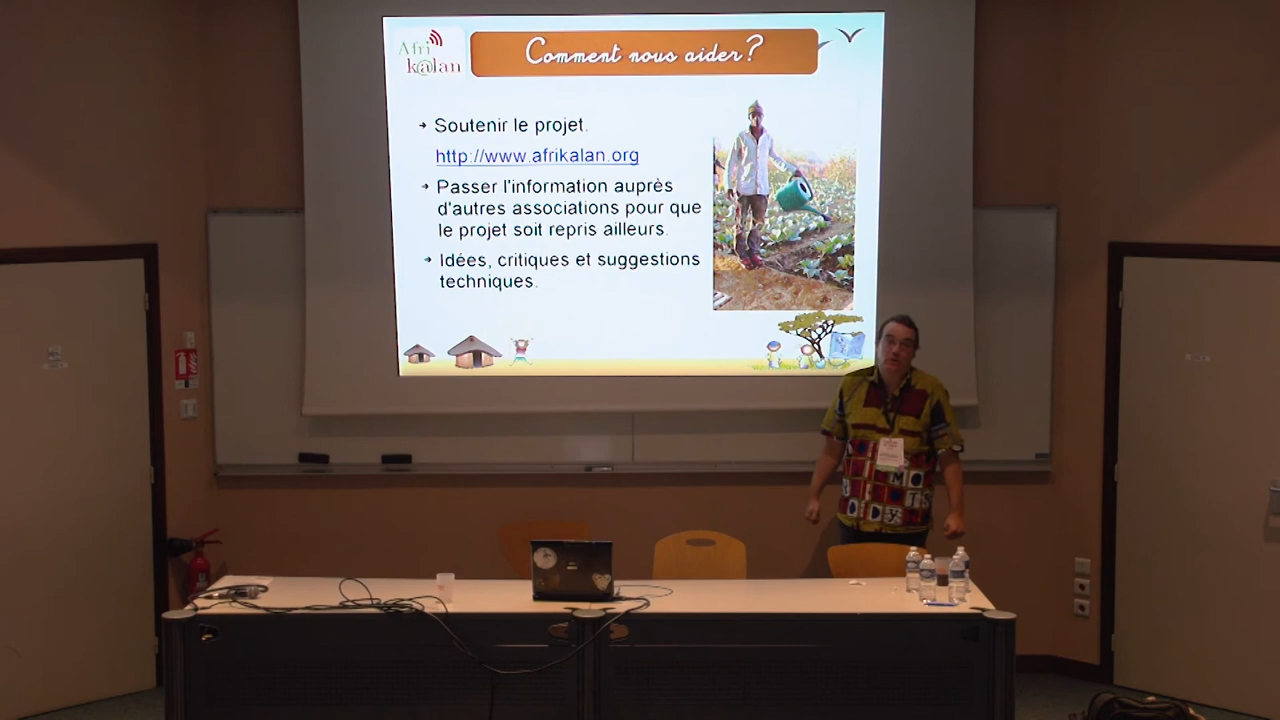 Afri
k@lan
Comment nous aider?
Soutenir le projet.
http://www.afrikalan.org
Passer l'information auprès
d'autres associations pour que
le projet soit repris ailleurs.
Idées, critiques et suggestions
techniques.